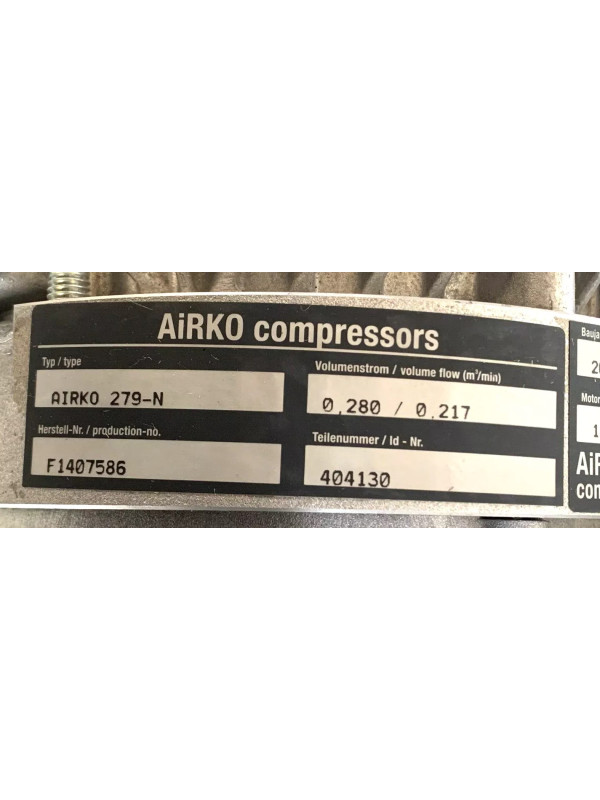 AiRKO compressors
Typ / type
Volumenstrom / volume flow (m³/min)
AIRKO 279-N
0,280 / 0,217
Herstell-Nr. / production-no.
Teilenummer / Id - Nr.
F1407586
404130